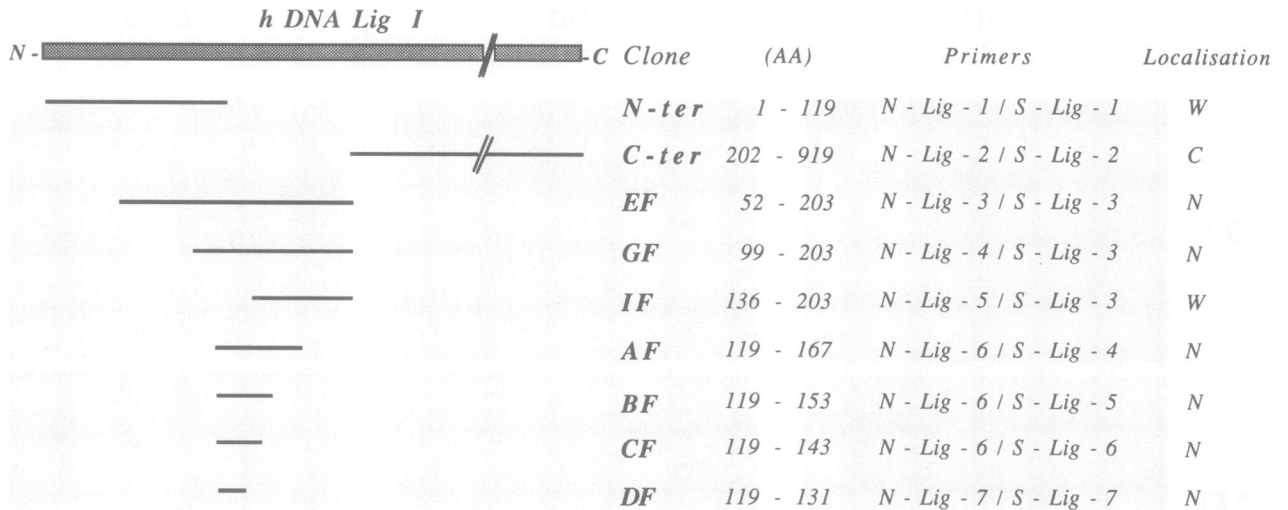 h DNA Lig I
N - -C Clone (AA) Primers Localisation
N-ter 1 - 119 N - Lig - 1 / S - Lig - 1 W
C-ter 202 - 919 N - Lig - 2 / S - Lig - 2 C
EF 52 - 203 N - Lig - 3 / S - Lig - 3 N
GF 99 - 203 N - Lig - 4 / S - Lig - 3 N
IF 136 - 203 N - Lig - 5 / S - Lig - 3 W
AF 119 - 167 N - Lig - 6 / S - Lig - 4 N
BF 119 - 153 N - Lig - 6 / S - Lig - 5 N
CF 119 - 143 N - Lig - 6 / S - Lig - 6 N
DF 119 - 131 N - Lig - 7 / S - Lig - 7 N